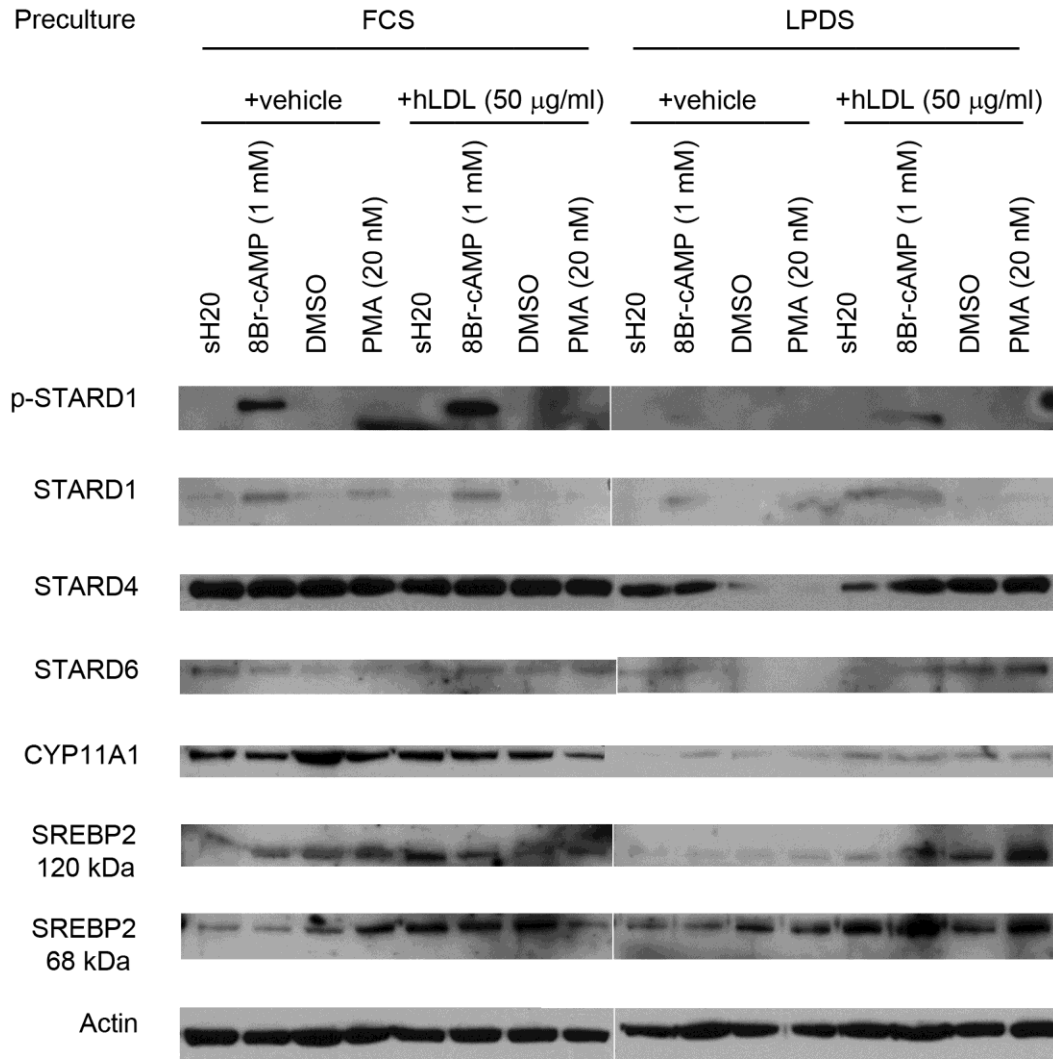 Preculture FCS LPDS
+vehicle +hLDL (50 μg/ml) +vehicle +hLDL (50 μg/ml)
sH20 8Br-cAMP (1 mM) DMSO PMA (20 nM) sH20 8Br-cAMP (1 mM) DMSO PMA (20 nM) sH20 8Br-cAMP (1 mM) DMSO PMA (20 nM) sH20 8Br-cAMP (1 mM) DMSO PMA (20 nM)
p-STARD1
STARD1
STARD4
STARD6
CYP11A1
SREBP2
120 kDa
SREBP2
68 kDa
Actin